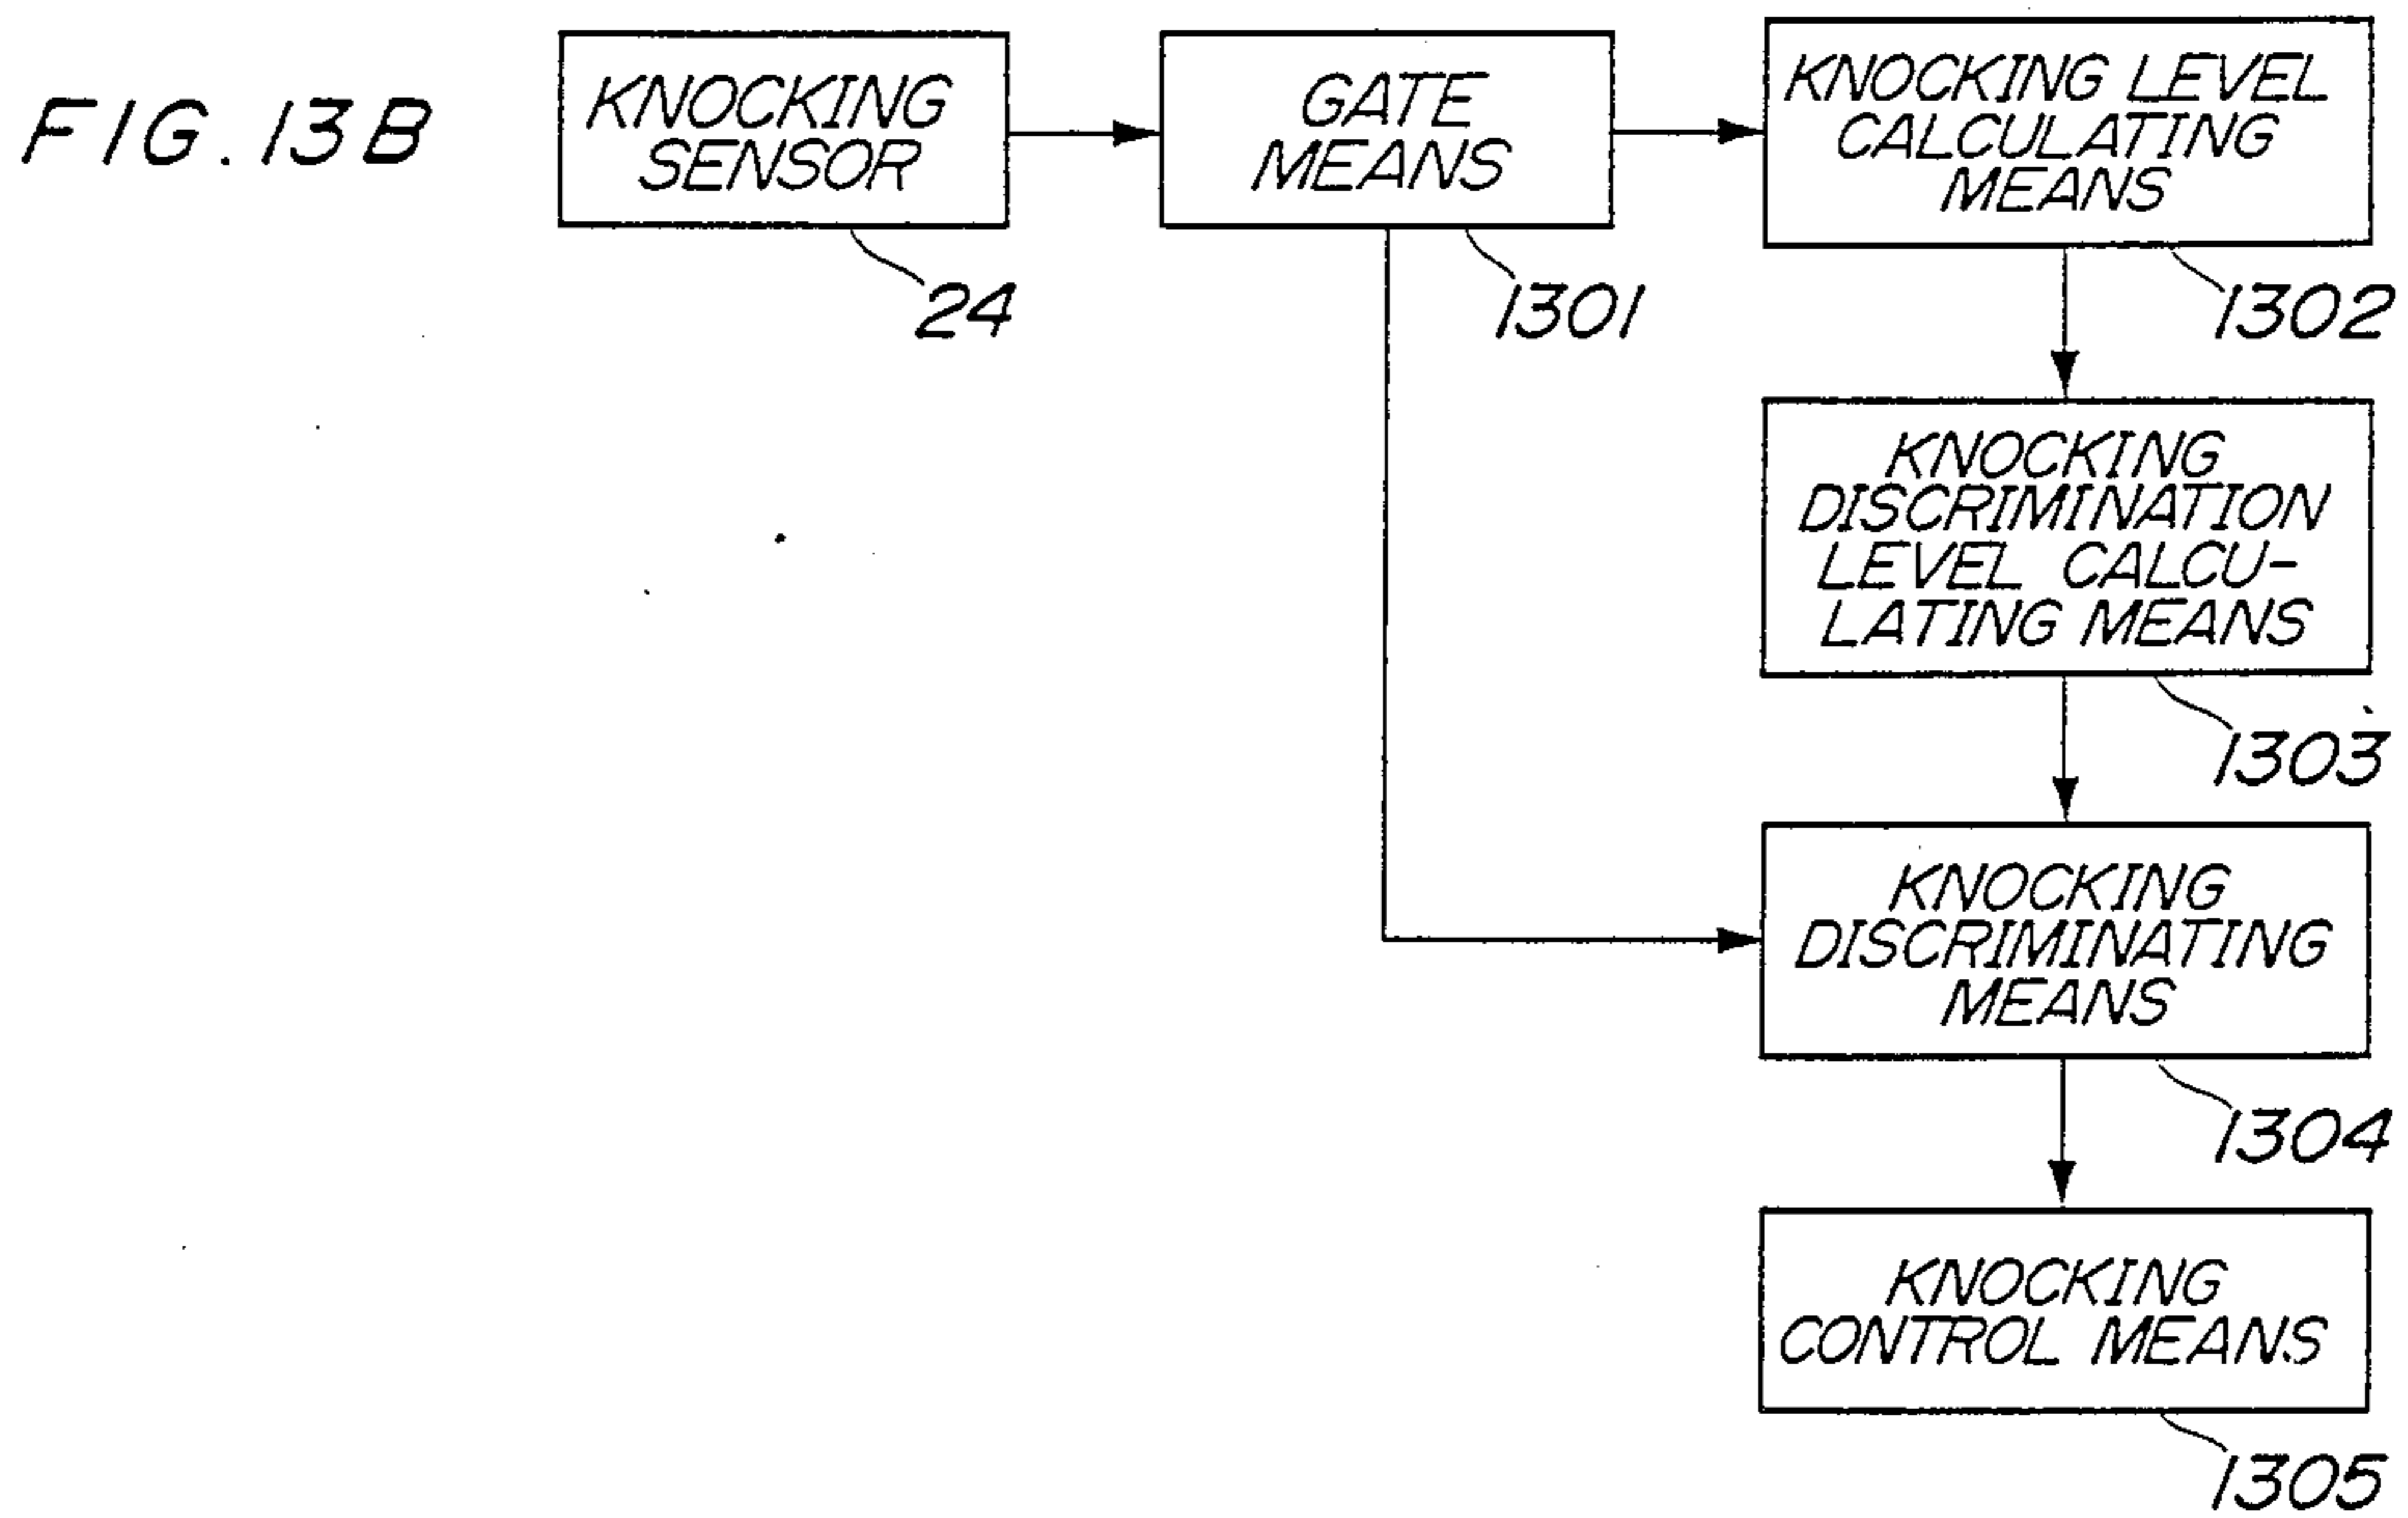 FIG. 13B
KNOCKING
SENSOR
24
GATE
MEANS
1301
KNOCKING LEVEL
CALCULATING
MEANS
1302
KNOCKING
DISCRIMINATION
LEVEL CALCU-
LATING MEANS
1303
KNOCKING
DISCRIMINATING
MEANS
1304
KNOCKING
CONTROL MEANS
1305